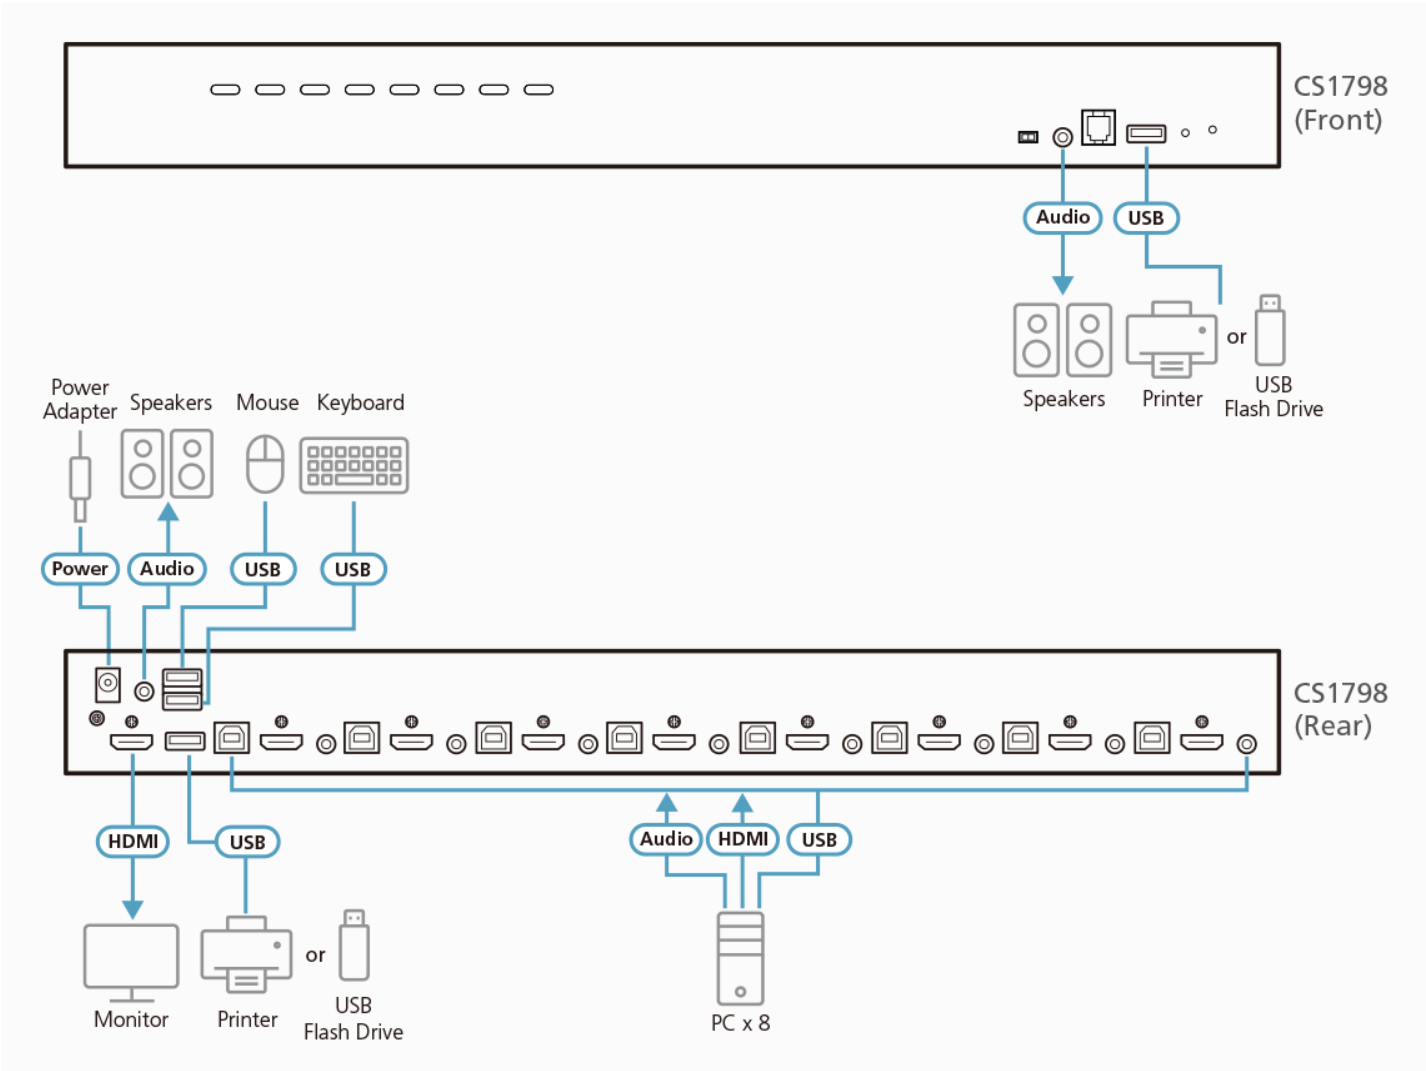 CS1798
(Front)
Audio
USB
or
Speakers
Printer
USB
Flash Drive
Power
Adapter
Speakers
Mouse
Keyboard
Power
Audio
USB
USB
CS1798
(Rear)
HDMI
USB
Audio
HDMI
USB
or
Monitor
Printer
USB
Flash Drive
PC x 8